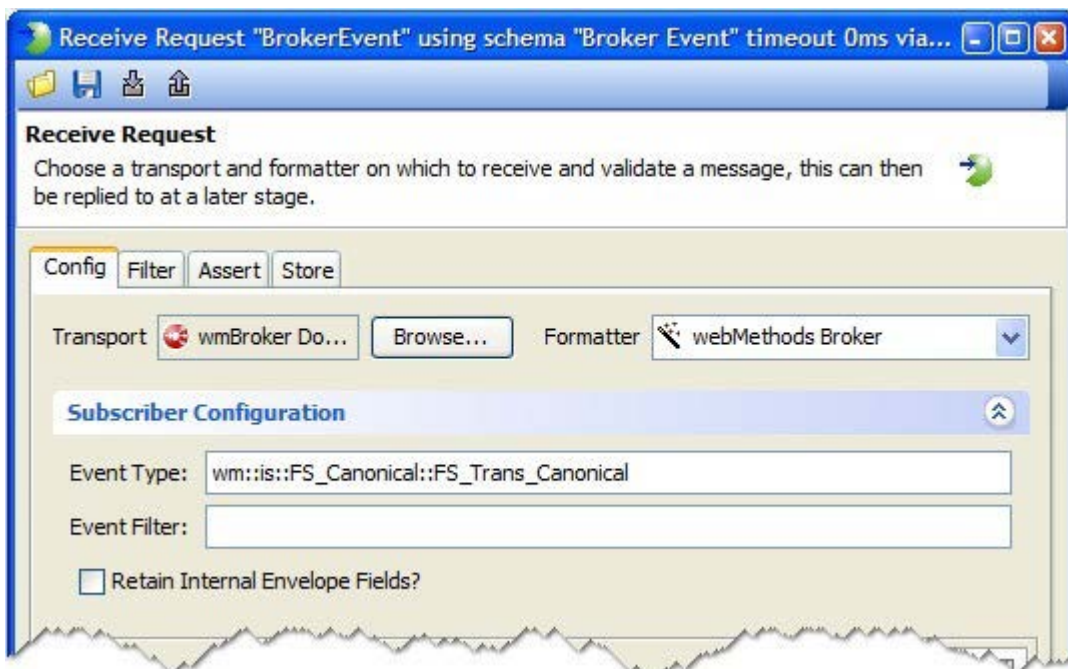 Receive Request "BrokerEvent" using schema "Broker Event" timeout 0ms via...
Receive Request
Choose a transport and formatter on which to receive and validate a message, this can then
be replied to at a later stage.
Config Filter Assert Store
Transport wmBroker Do... Browse... Formatter webMethods Broker
Subscriber Configuration
Event Type: wm::is::FS_Canonical::FS_Trans_Canonical
Event Filter:
Retain Internal Envelope Fields?